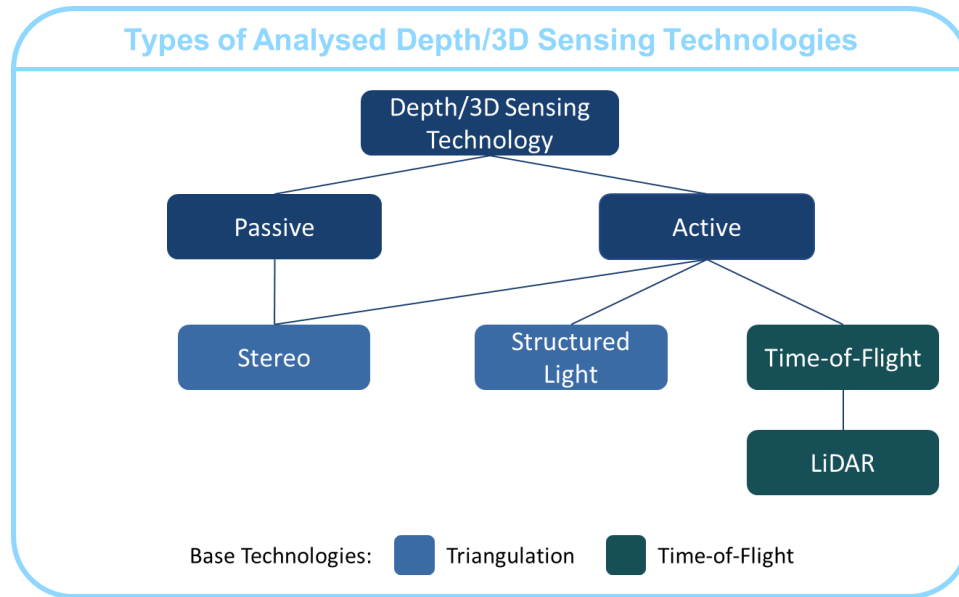 Types of Analysed Depth/3D Sensing Technologies
Depth/3D Sensing
Technology
Passive
Active
Stereo
Structured
Light
Time-of-Flight
LiDAR
Base Technologies:
Triangulation
Time-of-Flight